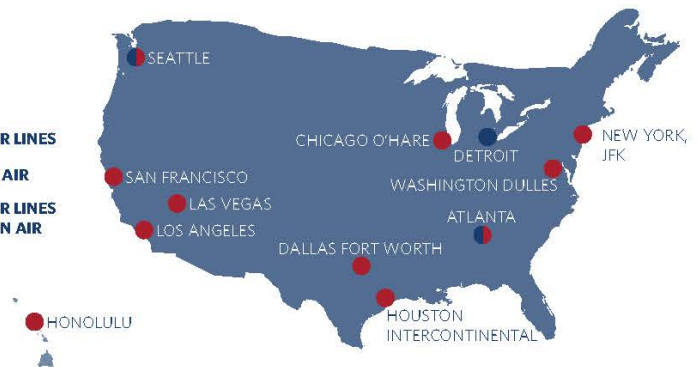 SEATTLE
R LINES
AIR
R LINES
N AIR
CHICAGO O'HARE
DETROIT
NEW YORK,
JFK
SAN FRANCISCO
WASHINGTON DULLES
LAS VEGAS
ATLANTA
LOS ANGELES
DALLAS FORT WORTH
HOUSTON
INTERCONTINENTAL
HONOLULU